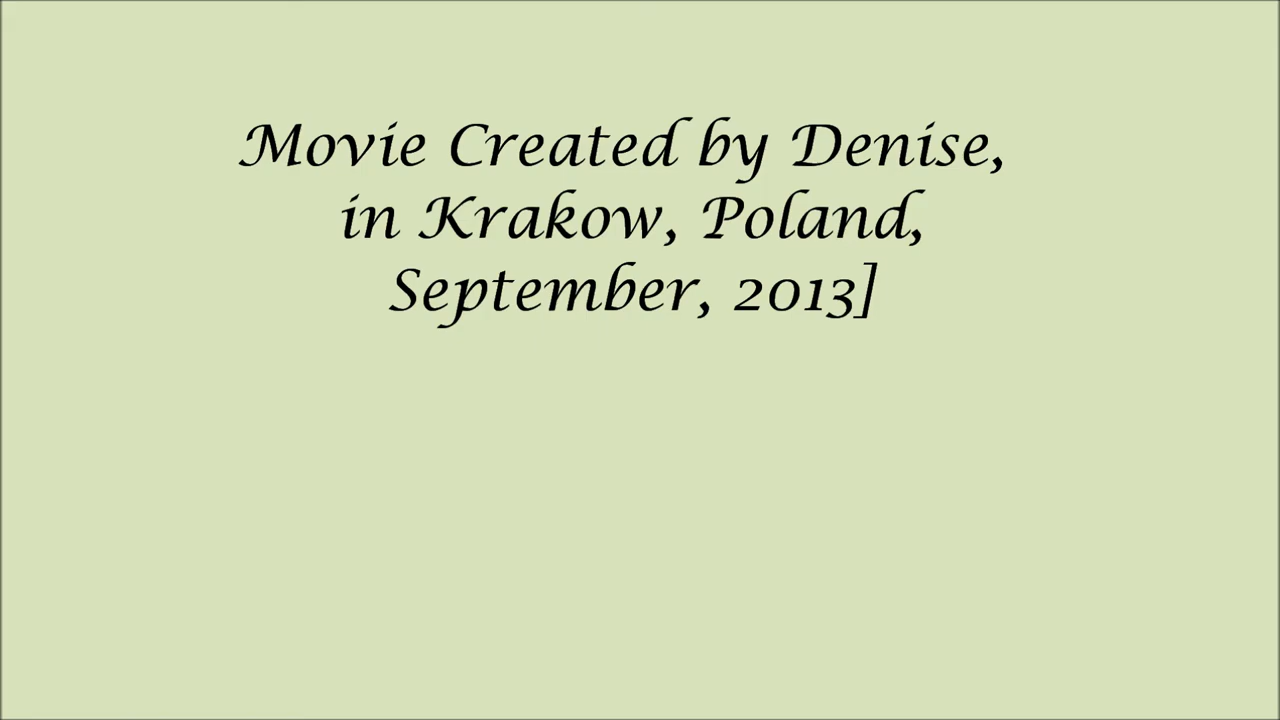 Movie Created by Denise,
in Krakow, Poland,
September, 2013]